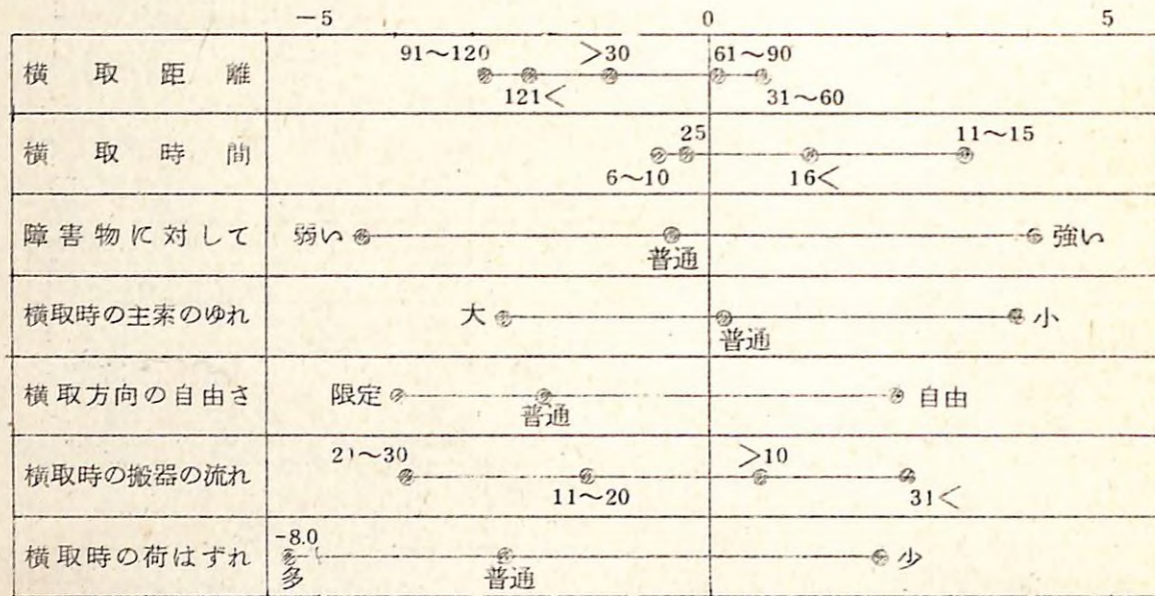 −5 0 5
91〜120 >30 61〜90
横取距離
121< 31〜60
25 11〜15
横取時間
6〜10 16<
障害物に対して 弱い 強い
普通
横取時の主索のゆれ 大 小
普通
横取方向の自由さ 限定 自由
普通
21〜30 >10
横取時の搬器の流れ
11〜20 31<
-8.0
横取時の荷はずれ 少
多 普通